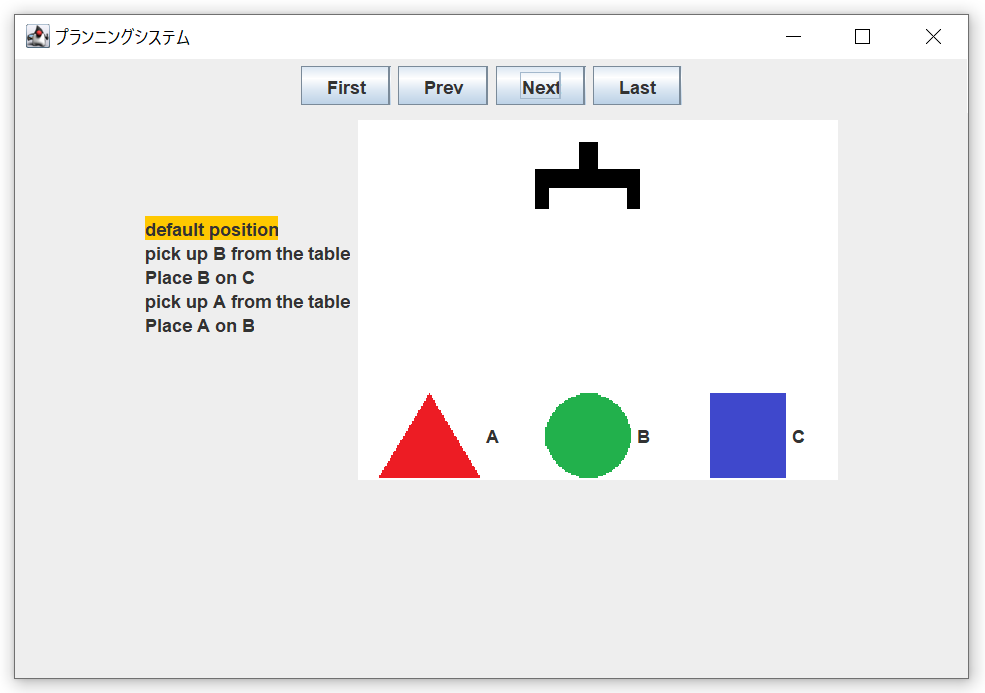 プランニングシステム
First Prev Next Last
default position
pick up B from the table
Place B on C
pick up A from the table
Place A on B
A B C